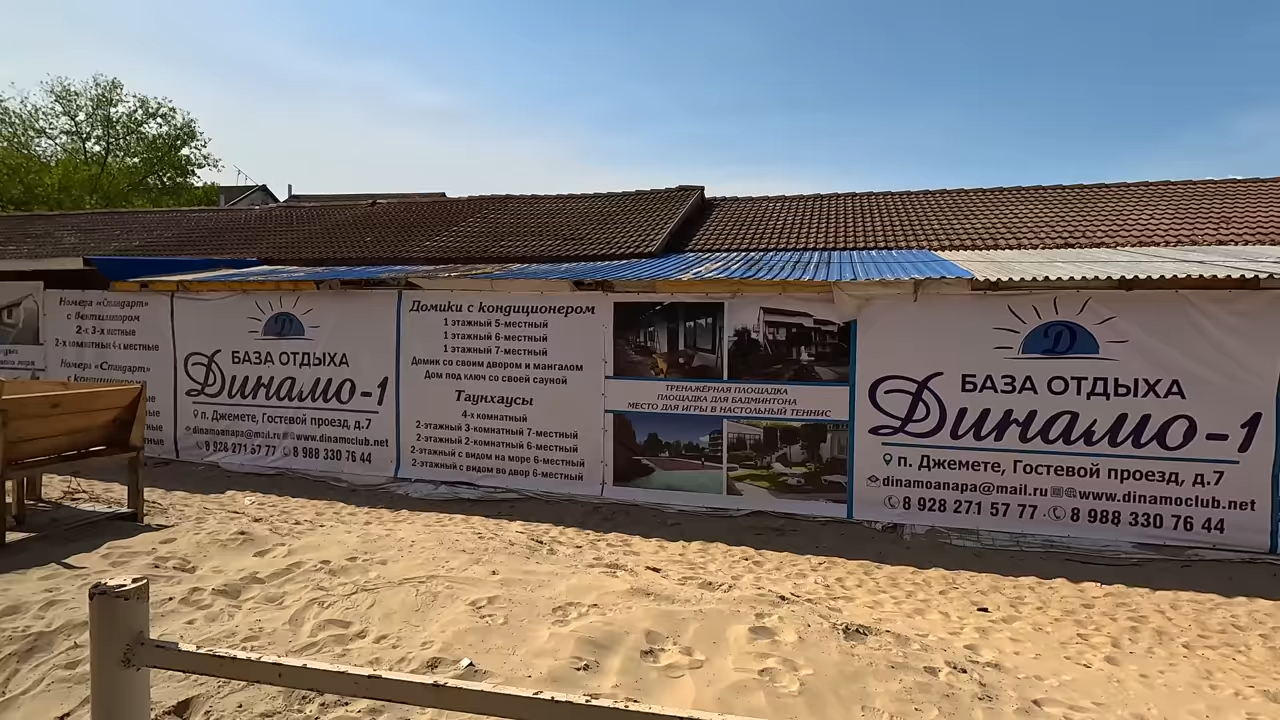 Номера «Стандарт»
с Вентилятором
2-х 3-х местные
2-х комнатные 4-х местные
Номера «Стандарт»
с кондиционером
Д
БАЗА ОТДЫХА
Динамо-1
п. Джемете, Гостевой проезд, д.7
dinamoanapa@mail.ru www.dinamoclub.net
8 928 271 57 77 8 988 330 76 44
Домики с кондиционером
1 этажный 5-местный
1 этажный 6-местный
1 этажный 7-местный
Домик со своим двором и мангалом
Дом под ключ со своей сауной
Таунхаусы
4-х комнатный
2-этажный 3-комнатный 7-местный
2-этажный 2-комнатный 6-местный
2-этажный с видом на море 6-местный
2-этажный с видом во двор 6-местный
ТРЕНАЖЁРНАЯ ПЛОЩАДКА
ПЛОЩАДКА ДЛЯ БАДМИНТОНА
МЕСТО ДЛЯ ИГРЫ В НАСТОЛЬНЫЙ ТЕННИС
Д
БАЗА ОТДЫХА
Динамо-1
п. Джемете, Гостевой проезд, д.7
dinamoanapa@mail.ru www.dinamoclub.net
8 928 271 57 77 8 988 330 76 44